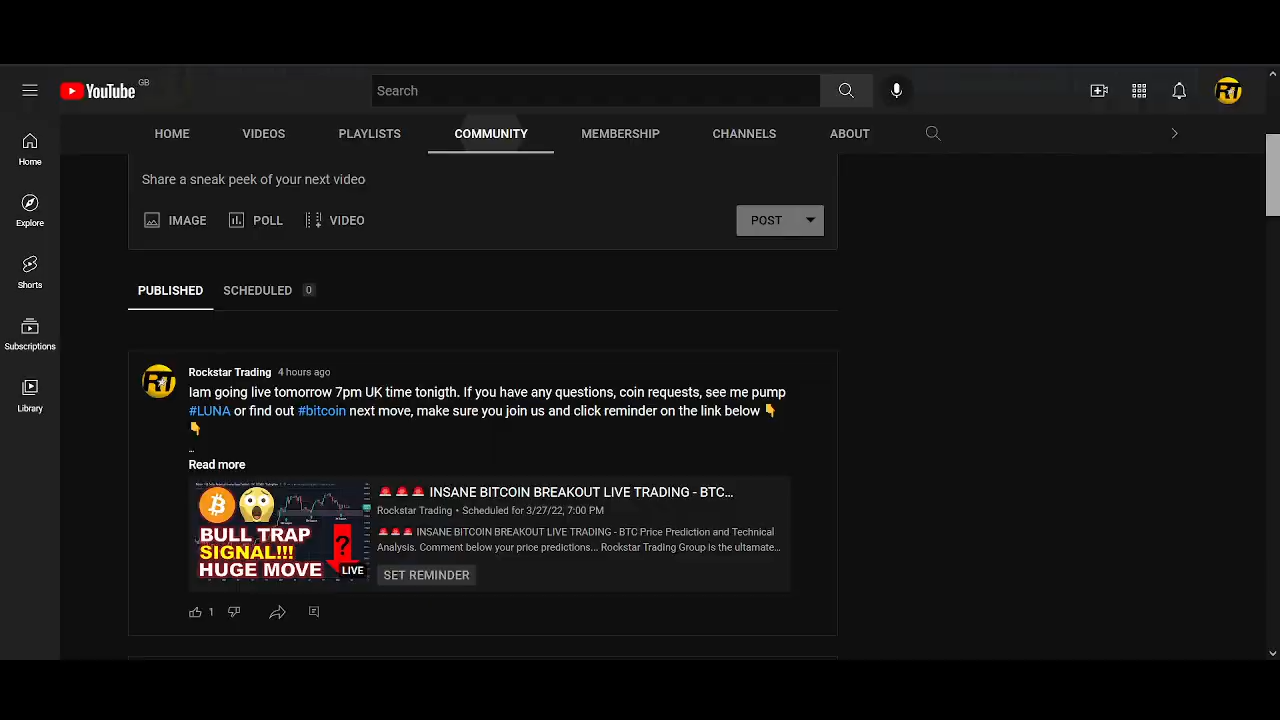 YouTube GB
Search
HOME VIDEOS PLAYLISTS COMMUNITY MEMBERSHIP CHANNELS ABOUT
Home
Explore
Shorts
Subscriptions
Library
Share a sneak peek of your next video
IMAGE POLL VIDEO POST
PUBLISHED SCHEDULED 0
Rockstar Trading 4 hours ago
Iam going live tomorrow 7pm UK time tonigth. If you have any questions, coin requests, see me pump
#LUNA or find out #bitcoin next move, make sure you join us and click reminder on the link below 👇
👇
...
Read more
BULL TRAP
SIGNAL!!!
HUGE MOVE
?
LIVE
🚨 🚨 🚨 INSANE BITCOIN BREAKOUT LIVE TRADING - BTC...
Rockstar Trading • Scheduled for 3/27/22, 7:00 PM
🚨🚨🚨 INSANE BITCOIN BREAKOUT LIVE TRADING - BTC Price Prediction and Technical
Analysis. Comment below your price predictions... Rockstar Trading Group is the ultamate...
SET REMINDER
1